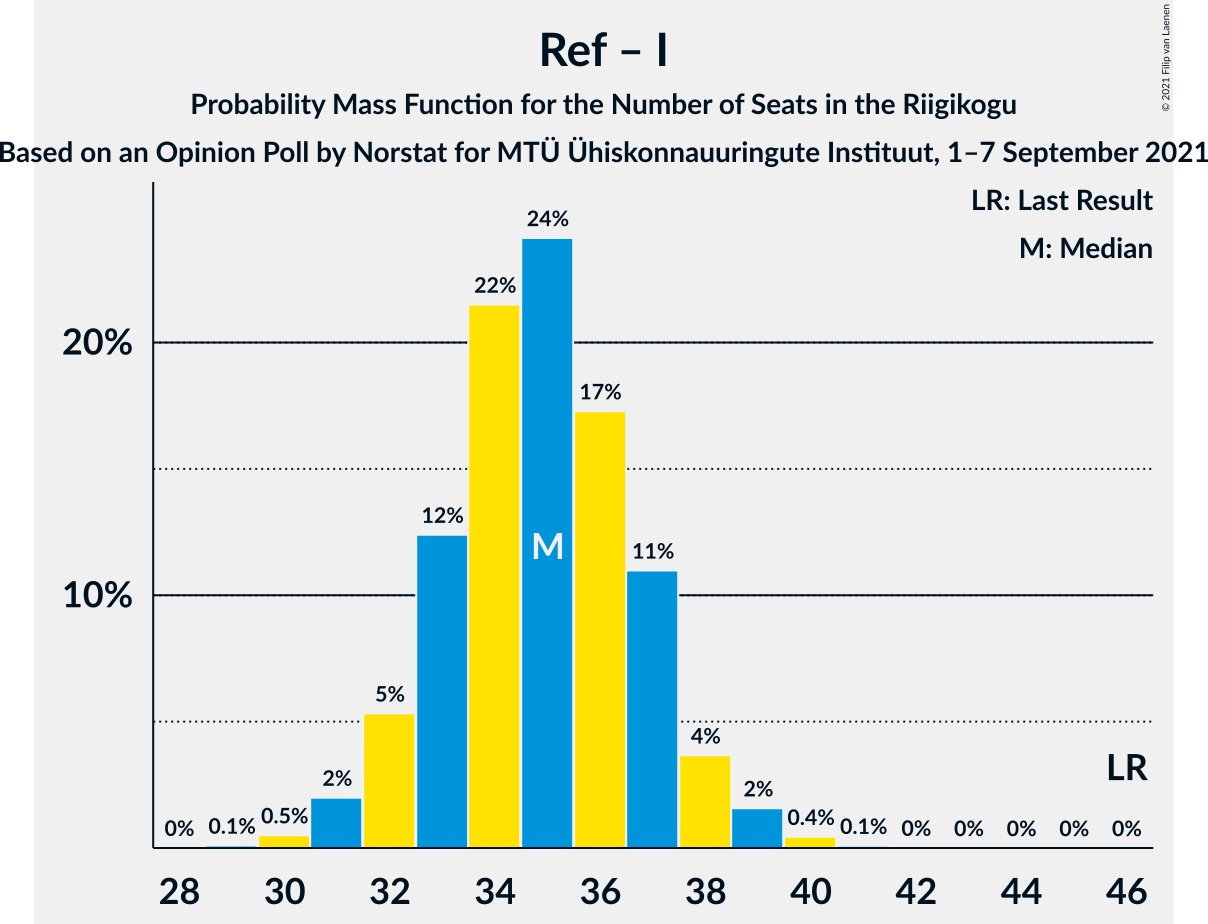 Ref – I
Probability Mass Function for the Number of Seats in the Riigikogu
Based on an Opinion Poll by Norstat for MTÜ Ühiskonnauuringute Instituut, 1–7 September 2021
© 2021 Filip van Laenen
LR: Last Result
M: Median
24%
22%
20%
17%
12%
M
11%
10%
5%
4%
LR
2%
2%
0% 0.1% 0.5% 0.4% 0.1% 0% 0% 0% 0% 0%
28 30 32 34 36 38 40 42 44 46